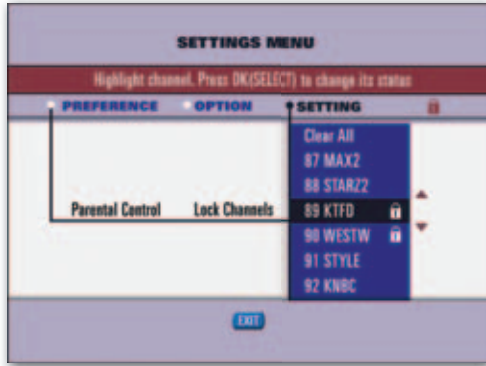 SETTINGS MENU
Highlight channel. Press OK(SELECT) to change its status
PREFERENCE OPTION SETTING
Clear All
87 MAX2
88 STARZ2
Parental Control Lock Channels 89 KTFD
90 WESTW
91 STYLE
92 KNBC
EXIT